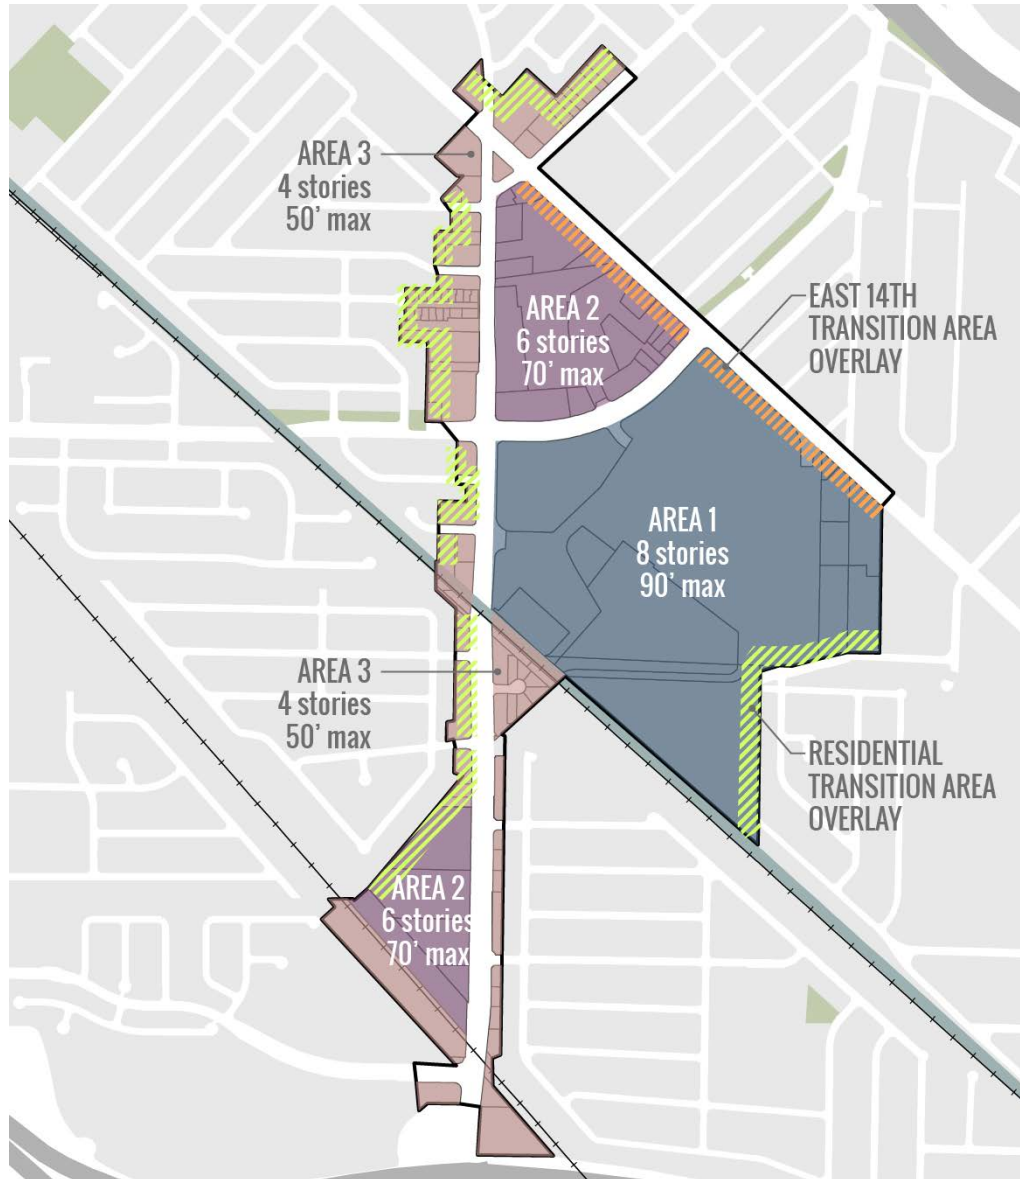 AREA 3
4 stories
50’ max
AREA 2
6 stories
70’ max
EAST 14TH
TRANSITION AREA
OVERLAY
AREA 1
8 stories
90’ max
AREA 3
4 stories
50’ max
RESIDENTIAL
TRANSITION AREA
OVERLAY
AREA 2
6 stories
70’ max